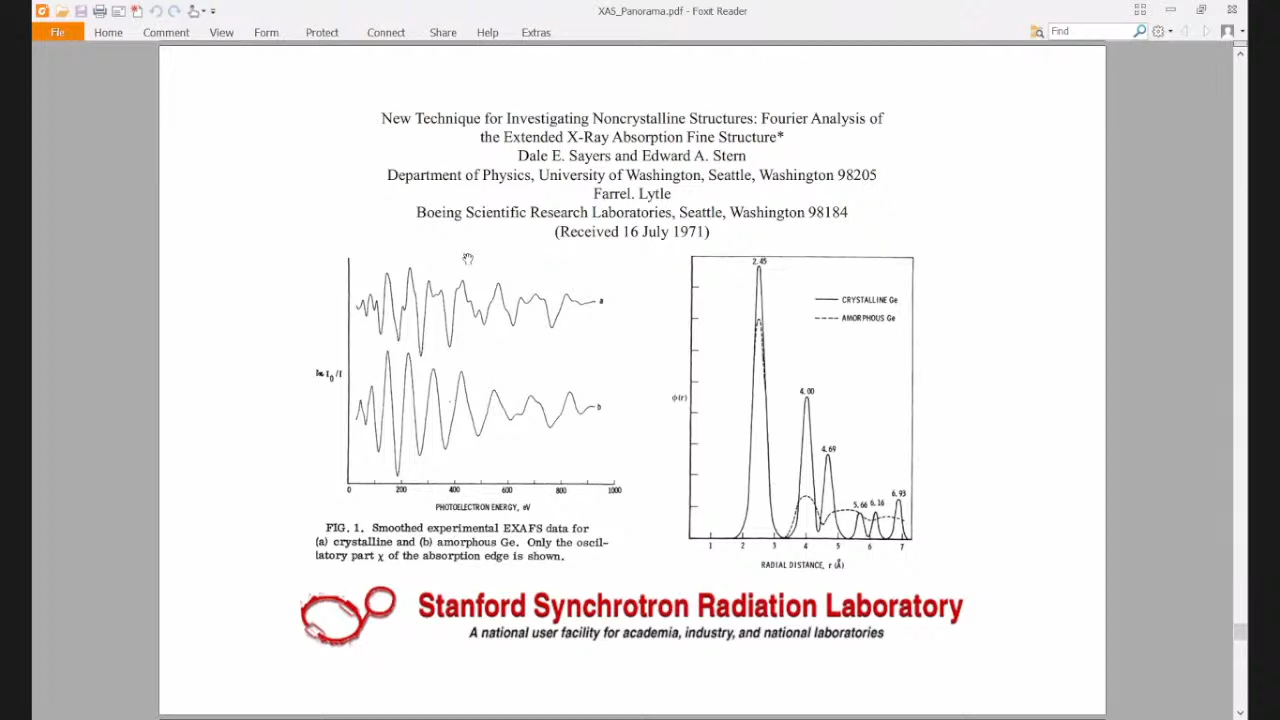 XAS_Panorama.pdf - Foxit Reader
File Home Comment View Form Protect Connect Share Help Extras
Find
New Technique for Investigating Noncrystalline Structures: Fourier Analysis of
the Extended X-Ray Absorption Fine Structure*
Dale E. Sayers and Edward A. Stern
Department of Physics, University of Washington, Seattle, Washington 98205
Farrel. Lytle
Boeing Scientific Research Laboratories, Seattle, Washington 98184
(Received 16 July 1971)
a
b
ln I0/I
0 200 400 600 800 1000
PHOTOELECTRON ENERGY, eV
FIG. 1. Smoothed experimental EXAFS data for
(a) crystalline and (b) amorphous Ge. Only the oscil-
latory part χ of the absorption edge is shown.
2.45
CRYSTALLINE Ge
AMORPHOUS Ge
4.00
φ(r)
4.69
5.66 6.16 6.93
1 2 3 4 5 6 7
RADIAL DISTANCE, r (Å)
Stanford Synchrotron Radiation Laboratory
A national user facility for academia, industry, and national laboratories